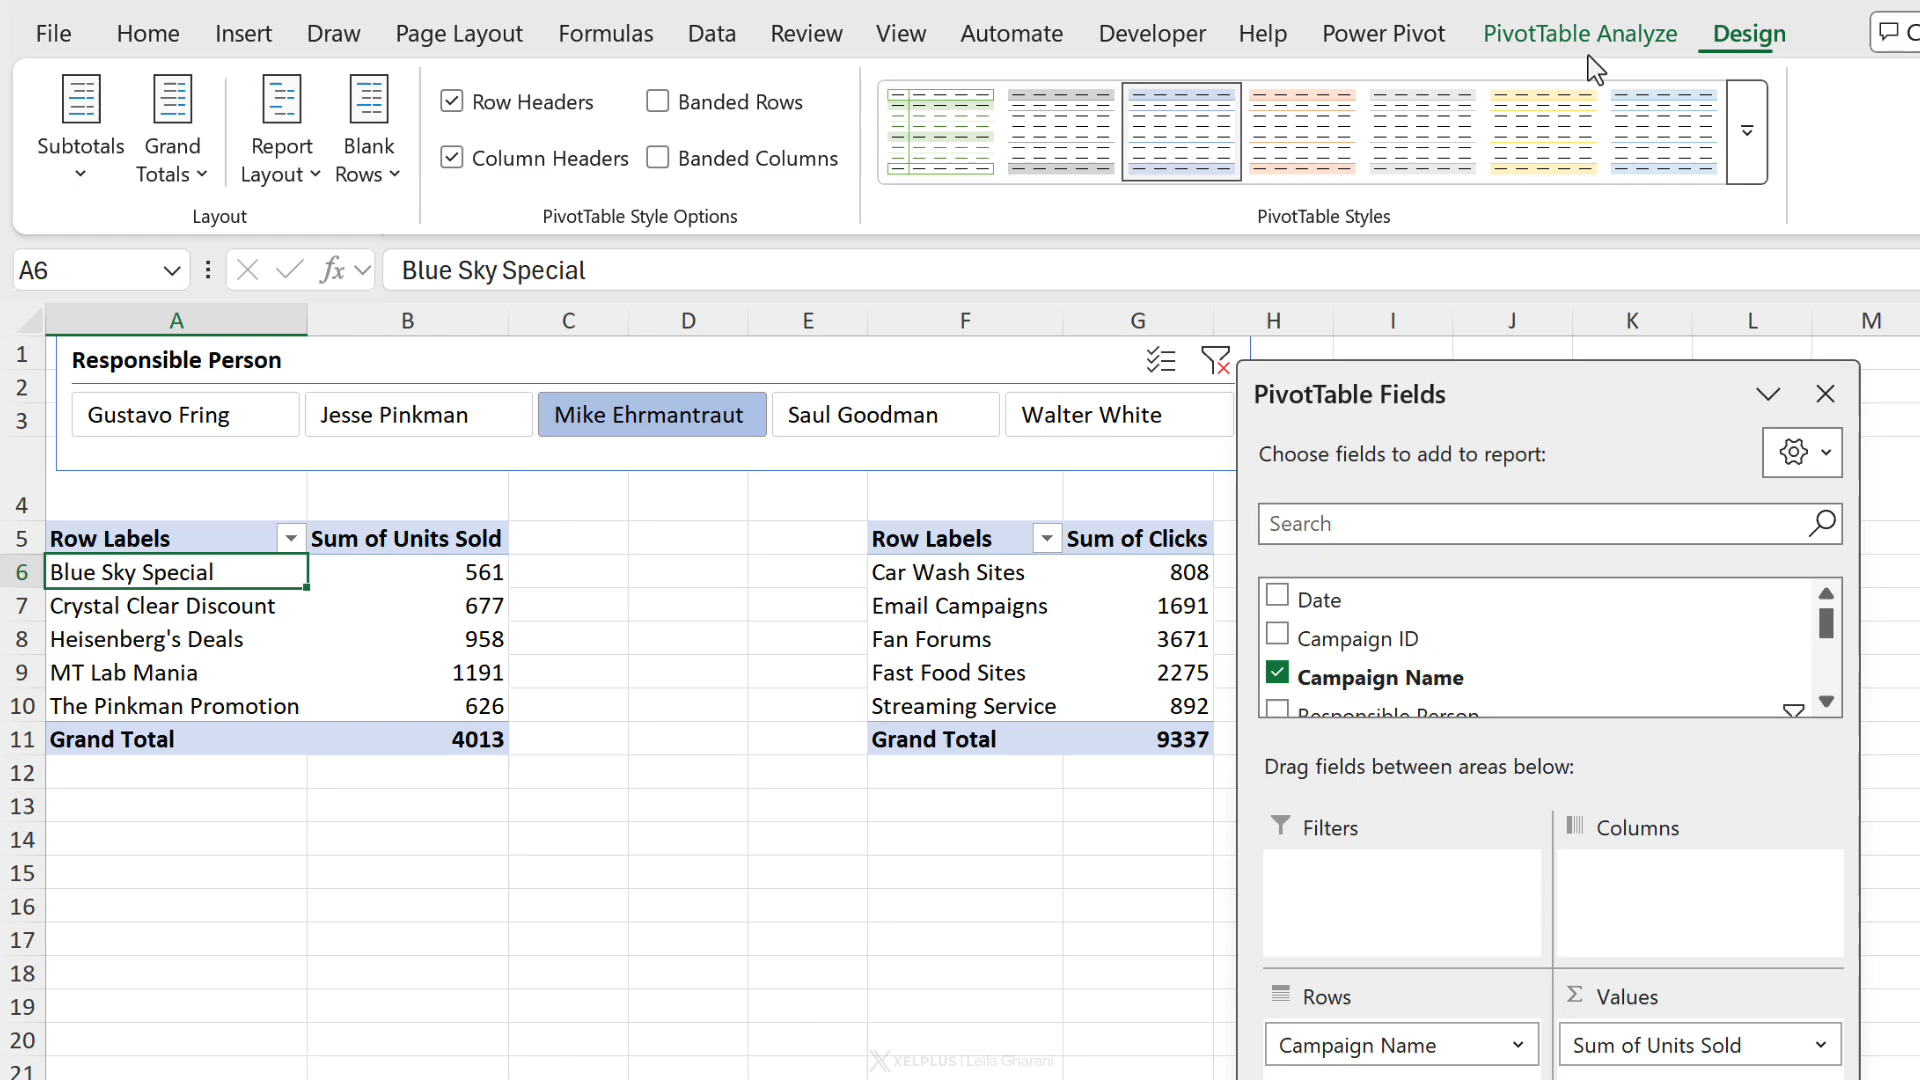 File Home Insert Draw Page Layout Formulas Data Review View Automate Developer Help Power Pivot PivotTable Analyze Design
Subtotals
Grand Totals
Report Layout
Blank Rows
Layout
Row Headers
Banded Rows
Column Headers
Banded Columns
PivotTable Style Options
PivotTable Styles
A6
fx
Blue Sky Special
A B C D E F G H I J K L M
1
Responsible Person
2
Gustavo Fring Jesse Pinkman Mike Ehrmantraut Saul Goodman Walter White
3
4
5 Row Labels Sum of Units Sold Row Labels Sum of Clicks
6 Blue Sky Special 561 Car Wash Sites 808
7 Crystal Clear Discount 677 Email Campaigns 1691
8 Heisenberg's Deals 958 Fan Forums 3671
9 MT Lab Mania 1191 Fast Food Sites 2275
10 The Pinkman Promotion 626 Streaming Service 892
11 Grand Total 4013 Grand Total 9337
12
13
14
15
16
17
18
19
20
21
PivotTable Fields
Choose fields to add to report:
Search
Date
Campaign ID
Campaign Name
Responsible Person
Drag fields between areas below:
Filters
Columns
Rows
Σ Values
Campaign Name
Sum of Units Sold
XELPLUS | Leila Gharani